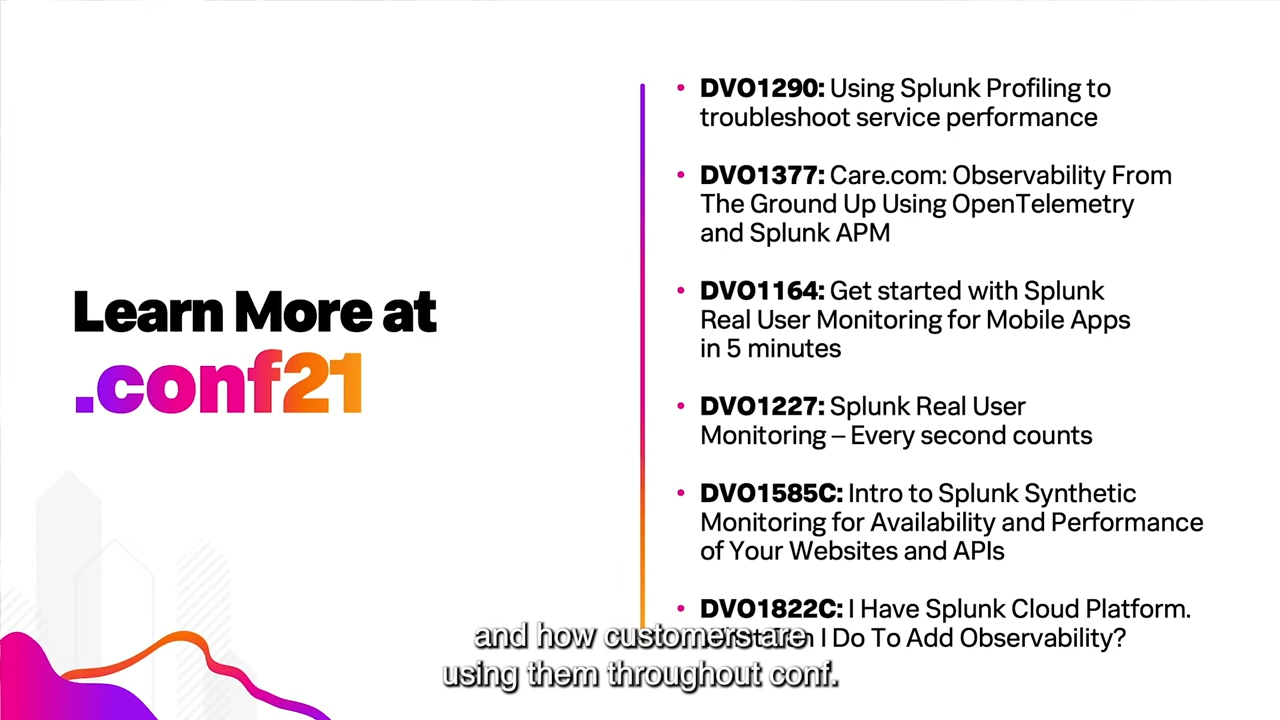 Learn More at
.conf21
• DVO1290: Using Splunk Profiling to
troubleshoot service performance
• DVO1377: Care.com: Observability From
The Ground Up Using OpenTelemetry
and Splunk APM
• DVO1164: Get started with Splunk
Real User Monitoring for Mobile Apps
in 5 minutes
• DVO1227: Splunk Real User
Monitoring – Every second counts
• DVO1585C: Intro to Splunk Synthetic
Monitoring for Availability and Performance
of Your Websites and APIs
• DVO1822C: I Have Splunk Cloud Platform.
I Do To Add Observability?
and how customers are
using them throughout conf.